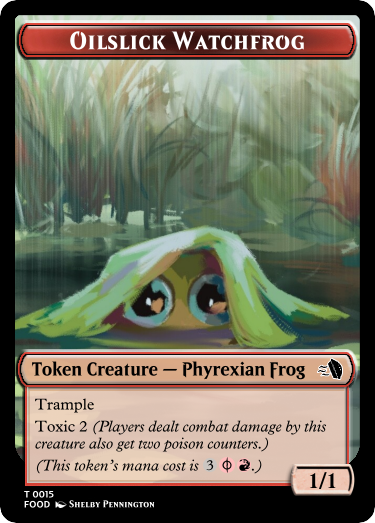 Oilslick Watchfrog
Token Creature — Phyrexian Frog
Trample
Toxic 2 (Players dealt combat damage by this
creature also get two poison counters.)
(This token's mana cost is 3 .)
1/1
T 0015
FOOD Shelby Pennington